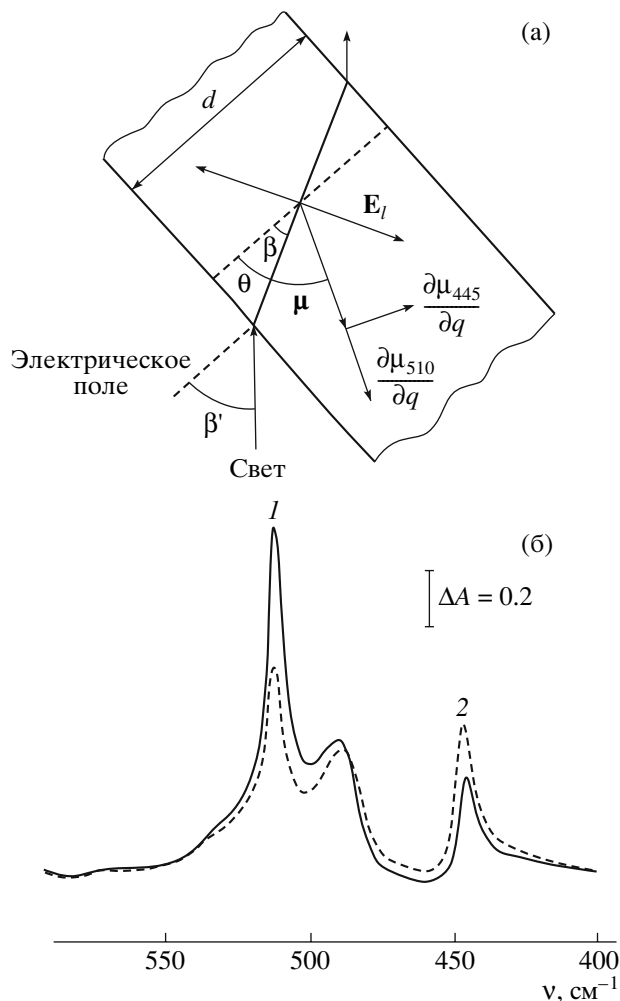 (а)
d
E_l
β
θ
μ
∂μ_445
∂q
∂μ_510
∂q
Электрическое
поле
β'
Свет
(б)
1
ΔA = 0.2
2
550
500
450
400
ν, см⁻¹